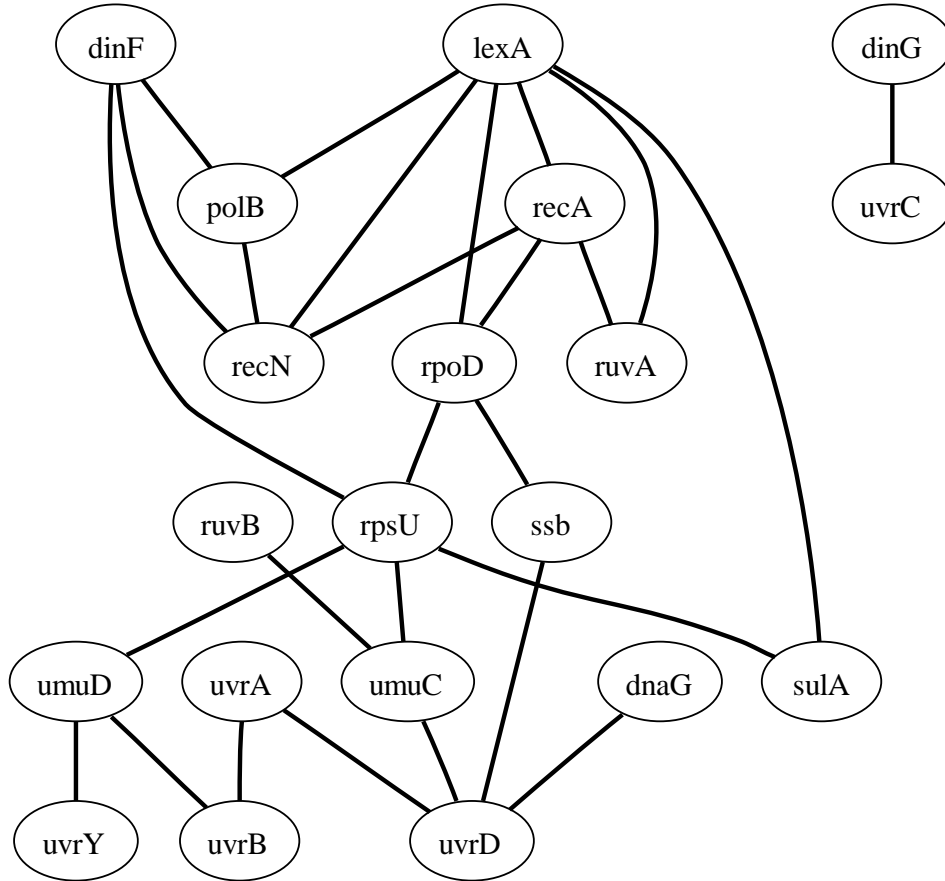 dinF
lexA
dinG
polB
recA
uvrC
recN
rpoD
ruvA
ruvB
rpsU
ssb
umuD
uvrA
umuC
dnaG
sulA
uvrY
uvrB
uvrD